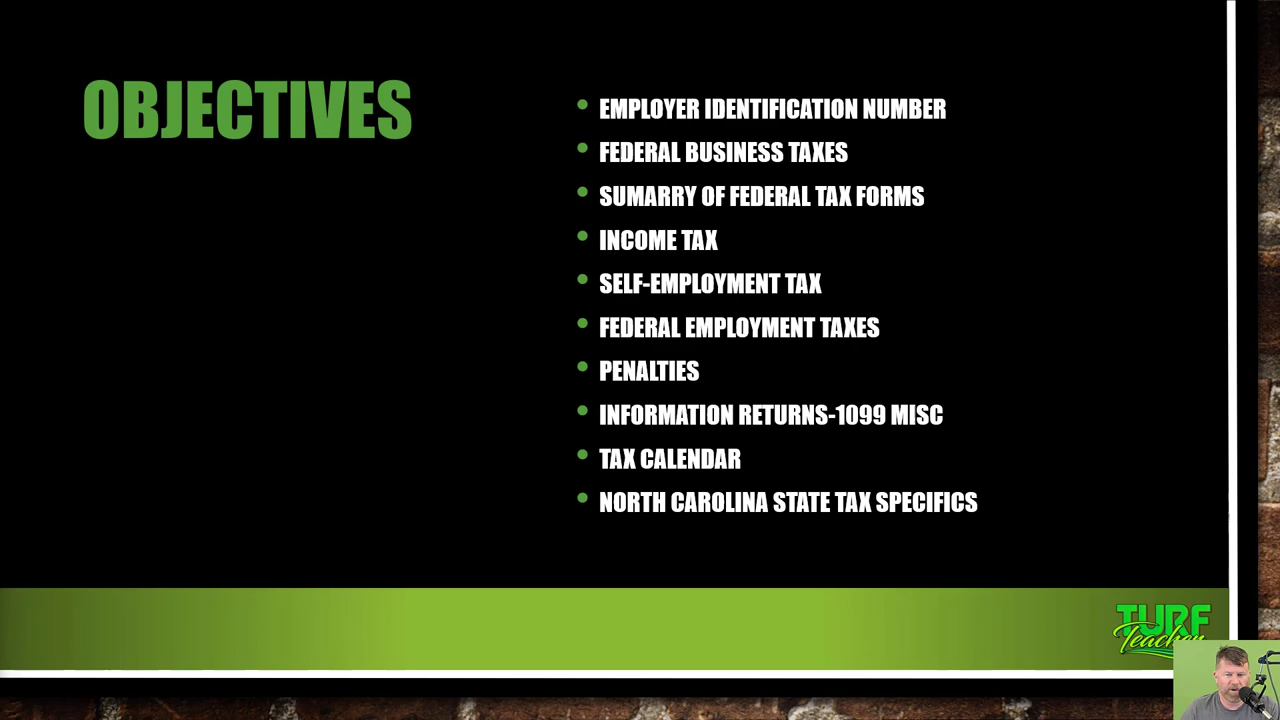 OBJECTIVES
EMPLOYER IDENTIFICATION NUMBER
FEDERAL BUSINESS TAXES
SUMARRY OF FEDERAL TAX FORMS
INCOME TAX
SELF-EMPLOYMENT TAX
FEDERAL EMPLOYMENT TAXES
PENALTIES
INFORMATION RETURNS-1099 MISC
TAX CALENDAR
NORTH CAROLINA STATE TAX SPECIFICS
TURF
Teacher